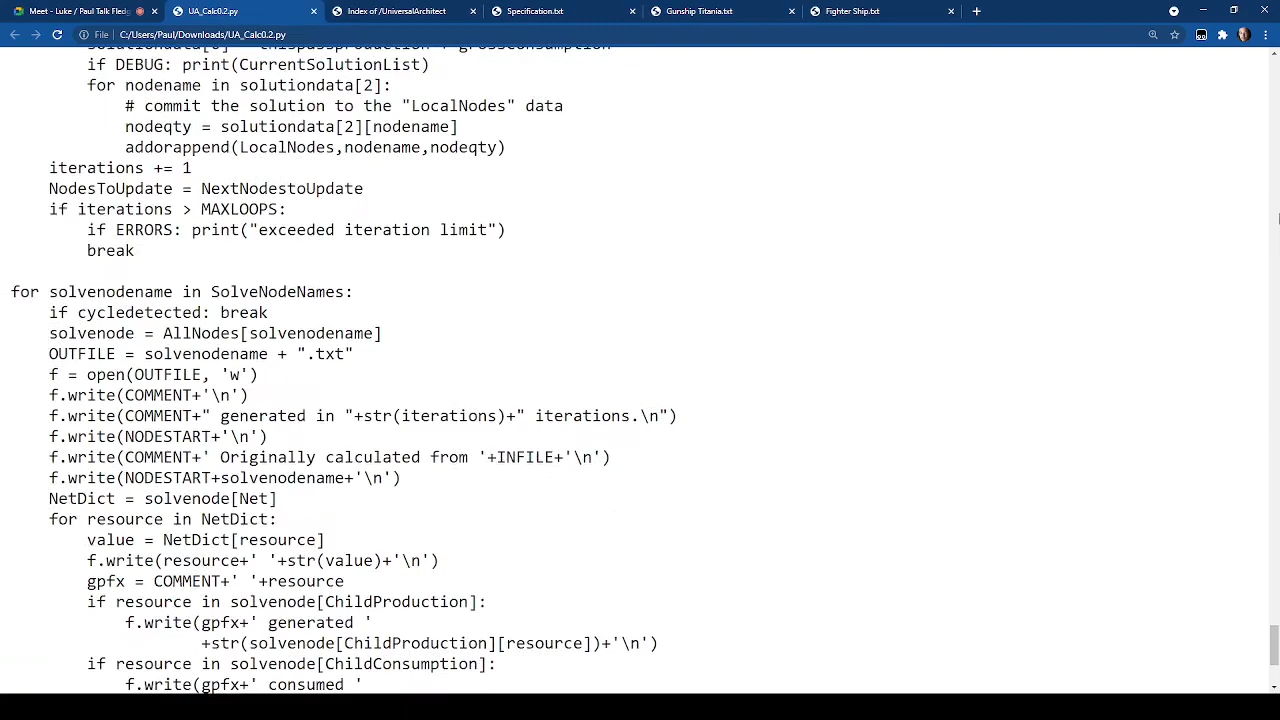 Meet - Luke / Paul Talk Fledg
UA_Calc0.2.py
Index of /UniversalArchitect
Specification.txt
Gunship Titania.txt
Fighter Ship.txt
File | C:/Users/Paul/Downloads/UA_Calc0.2.py
if DEBUG: print(CurrentSolutionList)
for nodename in solutiondata[2]:
# commit the solution to the "LocalNodes" data
nodeqty = solutiondata[2][nodename]
addorappend(LocalNodes,nodename,nodeqty)
iterations += 1
NodesToUpdate = NextNodestoUpdate
if iterations > MAXLOOPS:
if ERRORS: print("exceeded iteration limit")
break
for solvenodename in SolveNodeNames:
if cycledetected: break
solvenode = AllNodes[solvenodename]
OUTFILE = solvenodename + ".txt"
f = open(OUTFILE, 'w')
f.write(COMMENT+'\n')
f.write(COMMENT+" generated in "+str(iterations)+" iterations.\n")
f.write(NODESTART+'\n')
f.write(COMMENT+' Originally calculated from '+INFILE+'\n')
f.write(NODESTART+solvenodename+'\n')
NetDict = solvenode[Net]
for resource in NetDict:
value = NetDict[resource]
f.write(resource+' '+str(value)+'\n')
gpfx = COMMENT+' '+resource
if resource in solvenode[ChildProduction]:
f.write(gpfx+' generated '
+str(solvenode[ChildProduction][resource])+'\n')
if resource in solvenode[ChildConsumption]:
f.write(gpfx+' consumed '